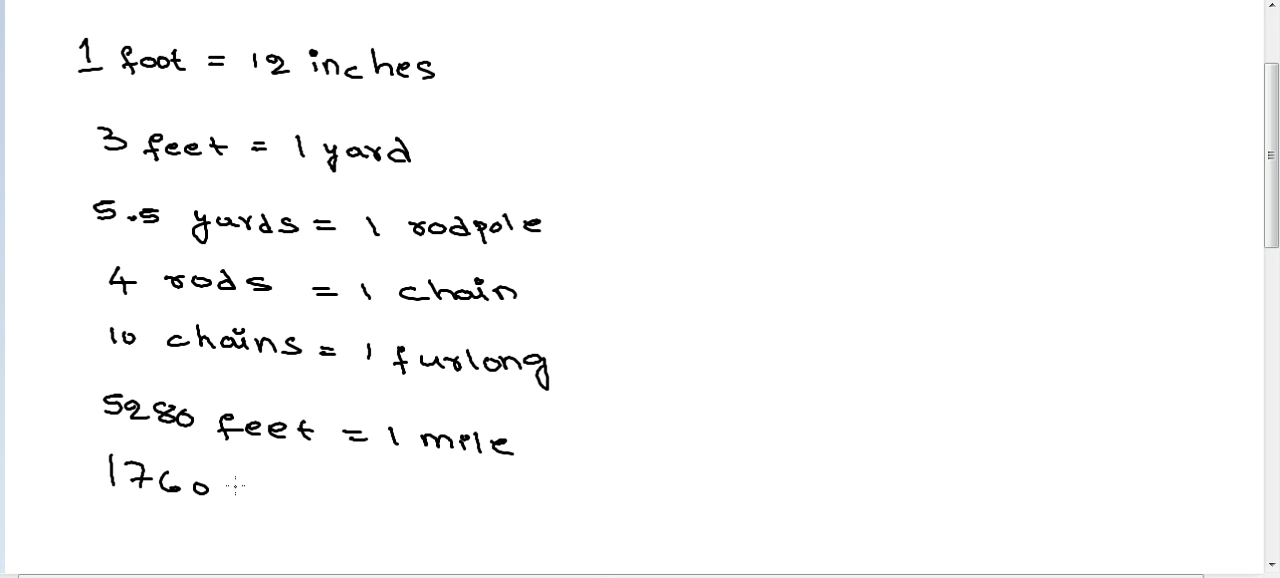 1 foot = 12 inches
3 feet = 1 yard
5.5 yards = 1 rodpole
4 rods = 1 chain
10 chains = 1 furlong
5280 feet = 1 mile
1760